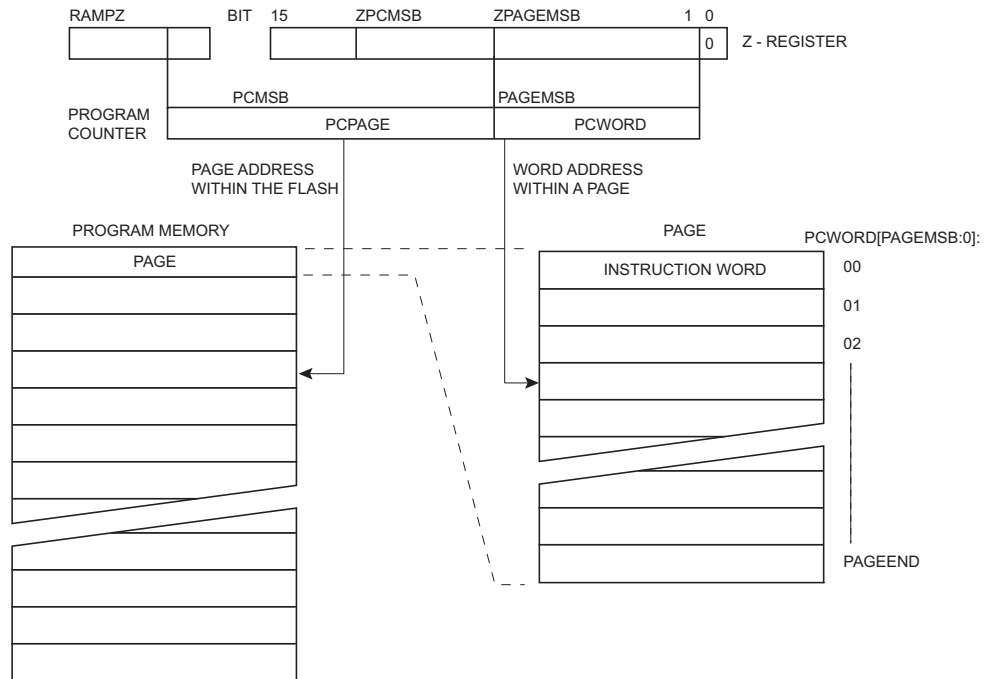 RAMPZ BIT 15 ZPCMSB ZPAGEMSB 1 0
0 Z - REGISTER
PCMSB PAGEMSB
PROGRAM
COUNTER
PCPAGE PCWORD
PAGE ADDRESS
WITHIN THE FLASH
WORD ADDRESS
WITHIN A PAGE
PROGRAM MEMORY
PAGE
PAGE
PCWORD[PAGEMSB:0]:
INSTRUCTION WORD
00
01
02
PAGEEND